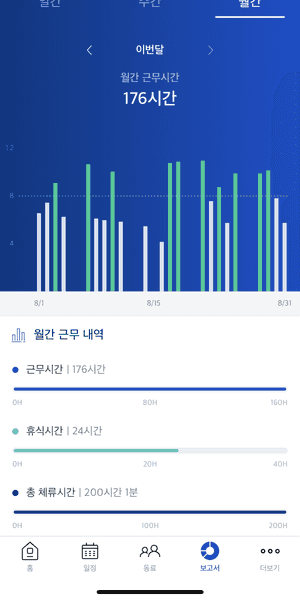 일간 주간 월간
이번달
월간 근무시간
176시간
12
8
4
8/1 8/15 8/31
월간 근무 내역
근무시간 | 176시간
0H 80H 160H
휴식시간 | 24시간
0H 20H 40H
총 체류시간 | 200시간 1분
0H 100H 200H
홈 일정 동료 보고서 더보기